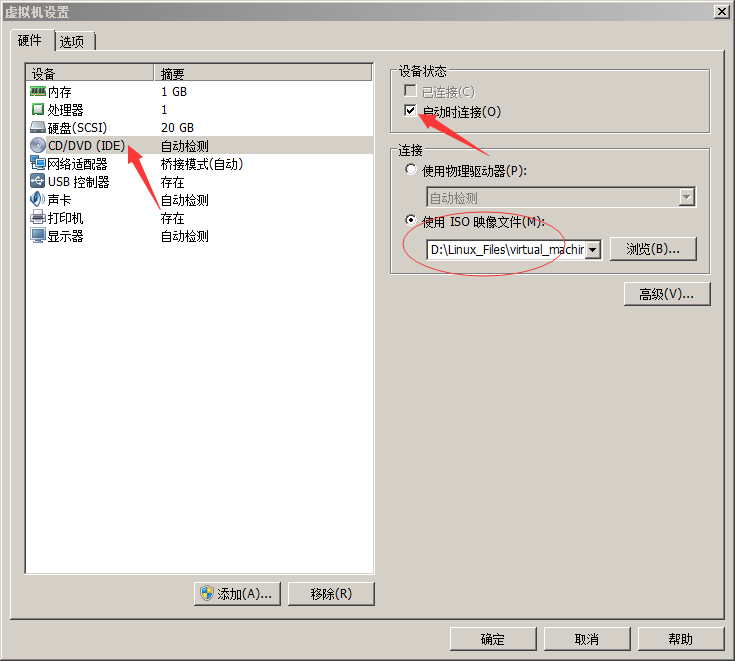 虚拟机设置
硬件 选项
设备 摘要
内存 1 GB
处理器 1
硬盘(SCSI) 20 GB
CD/DVD (IDE) 自动检测
网络适配器 桥接模式(自动)
USB 控制器 存在
声卡 自动检测
打印机 存在
显示器 自动检测
添加(A)... 移除(R)
设备状态
已连接(C)
启动时连接(O)
连接
使用物理驱动器(P):
自动检测
使用 ISO 映像文件(M):
D:\Linux_Files\virtual_machir 浏览(B)...
高级(V)...
确定 取消 帮助